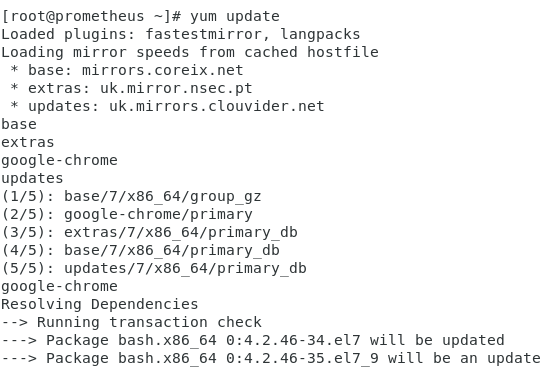 [root@prometheus ~]# yum update
Loaded plugins: fastestmirror, langpacks
Loading mirror speeds from cached hostfile
 * base: mirrors.coreix.net
 * extras: uk.mirror.nsec.pt
 * updates: uk.mirrors.clouvider.net
base
extras
google-chrome
updates
(1/5): base/7/x86_64/group_gz
(2/5): google-chrome/primary
(3/5): extras/7/x86_64/primary_db
(4/5): base/7/x86_64/primary_db
(5/5): updates/7/x86_64/primary_db
google-chrome
Resolving Dependencies
--> Running transaction check
---> Package bash.x86_64 0:4.2.46-34.el7 will be updated
---> Package bash.x86_64 0:4.2.46-35.el7_9 will be an update